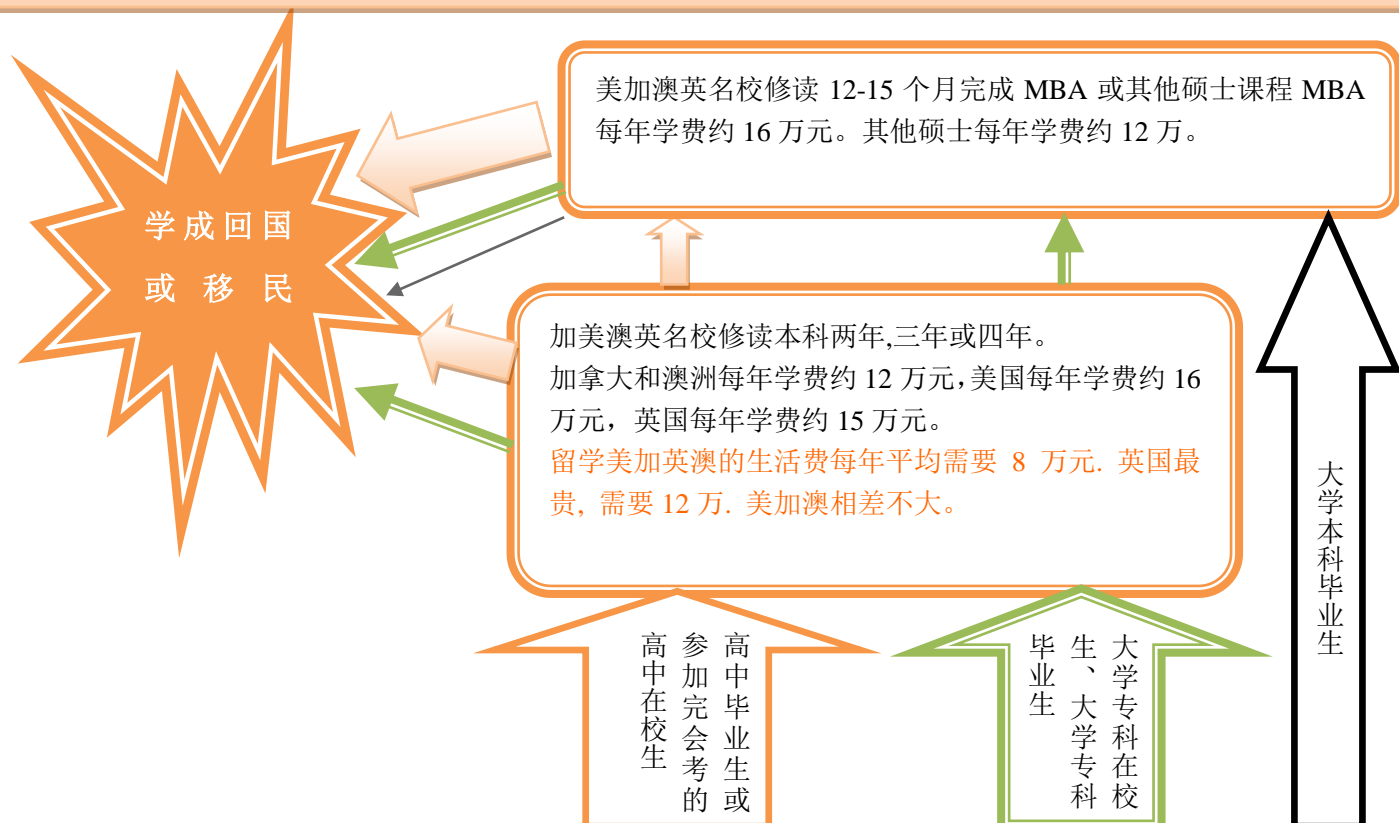 美加澳英名校修读 12-15 个月完成 MBA 或其他硕士课程 MBA
每年学费约 16 万元。其他硕士每年学费约 12 万。
学成回国
或 移 民
加美澳英名校修读本科两年,三年或四年。
加拿大和澳洲每年学费约 12 万元，美国每年学费约 16
万元，英国每年学费约 15 万元。
留学美加英澳的生活费每年平均需要 8 万元. 英国最
贵, 需要 12 万. 美加澳相差不大。
高中毕业生或
参加完会考的
高中在校生
大学专科在校
生、大学专科
毕业生
大学本科毕业生